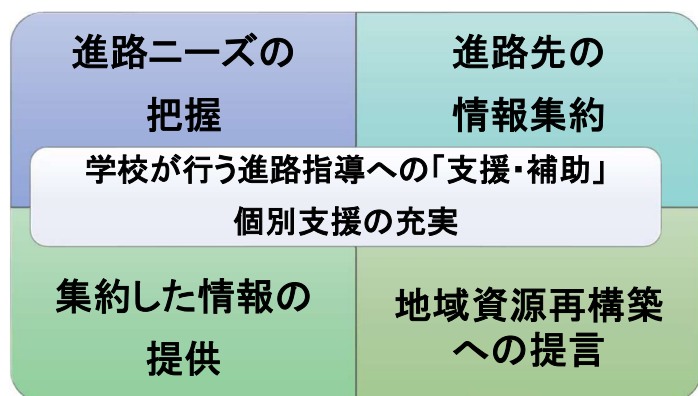 進路ニーズの
把握
進路先の
情報集約
学校が行う進路指導への「支援・補助」
個別支援の充実
集約した情報の
提供
地域資源再構築
への提言